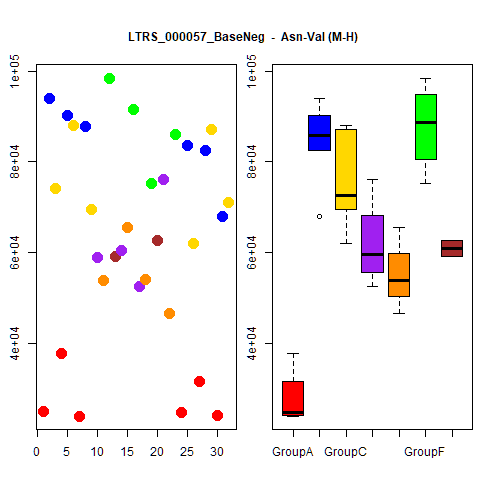 LTRS_000057_BaseNeg - Asn-Val (M-H)
1e+05
8e+04
6e+04
4e+04
0 5 10 15 20 25 30
1e+05
8e+04
6e+04
4e+04
GroupA GroupC GroupF